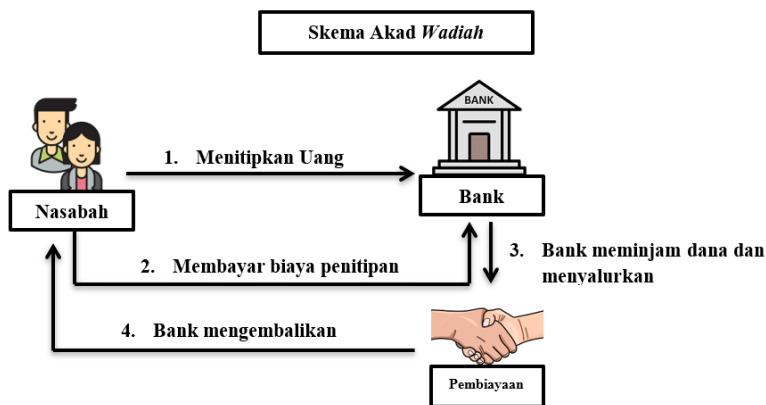 Skema Akad Wadiah
BANK
1. Menitipkan Uang
Bank
Nasabah
2. Membayar biaya penitipan
3. Bank meminjam dana dan
menyalurkan
4. Bank mengembalikan
Pembiayaan